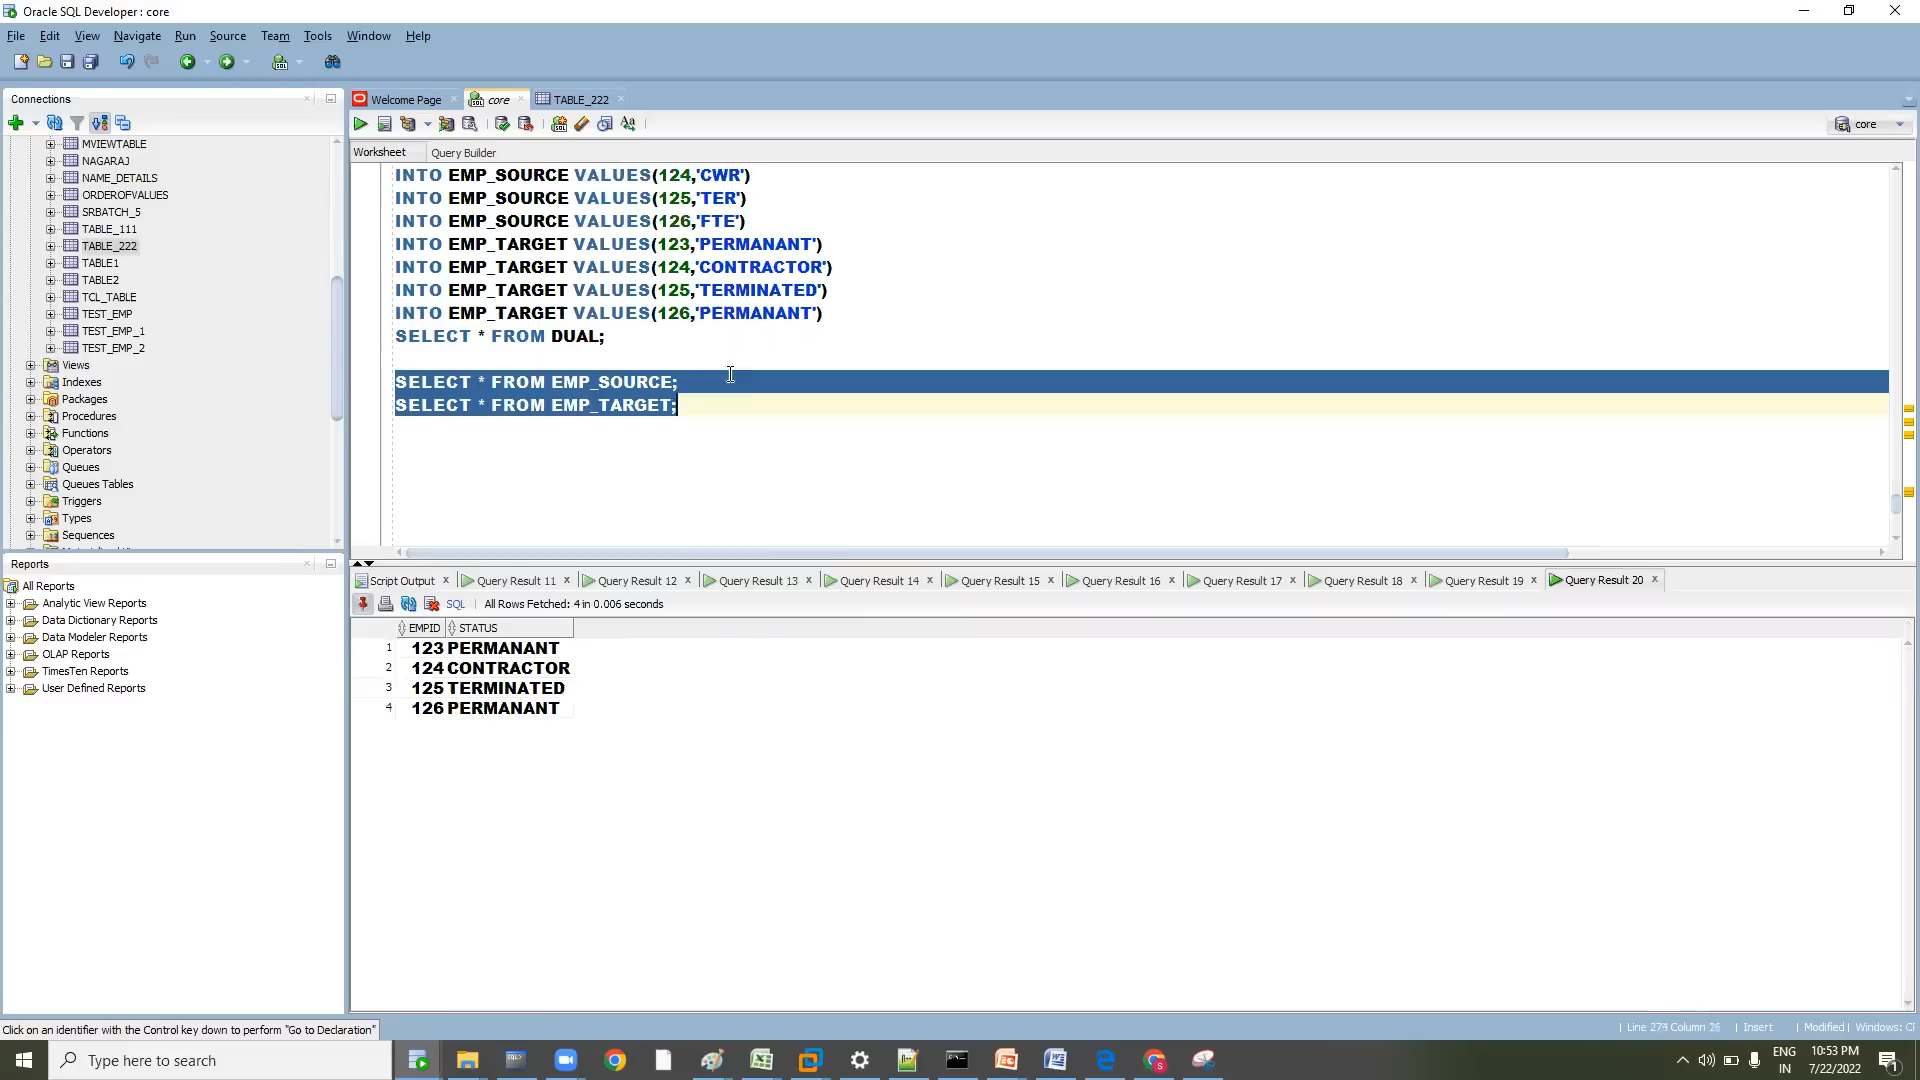 Oracle SQL Developer : core
File Edit View Navigate Run Source Team Tools Window Help
Connections
MVIEWTABLE
NAGARAJ
NAME_DETAILS
ORDEROFVALUES
SRBATCH_5
TABLE_111
TABLE_222
TABLE1
TABLE2
TCL_TABLE
TEST_EMP
TEST_EMP_1
TEST_EMP_2
Views
Indexes
Packages
Procedures
Functions
Operators
Queues
Queues Tables
Triggers
Types
Sequences
Reports
All Reports
Analytic View Reports
Data Dictionary Reports
Data Modeler Reports
OLAP Reports
TimesTen Reports
User Defined Reports
Welcome Page core TABLE_222
core
Worksheet Query Builder
INTO EMP_SOURCE VALUES(124,'CWR')
INTO EMP_SOURCE VALUES(125,'TER')
INTO EMP_SOURCE VALUES(126,'FTE')
INTO EMP_TARGET VALUES(123,'PERMANANT')
INTO EMP_TARGET VALUES(124,'CONTRACTOR')
INTO EMP_TARGET VALUES(125,'TERMINATED')
INTO EMP_TARGET VALUES(126,'PERMANANT')
SELECT * FROM DUAL;
SELECT * FROM EMP_SOURCE;
SELECT * FROM EMP_TARGET;
Script Output Query Result 11 Query Result 12 Query Result 13 Query Result 14 Query Result 15 Query Result 16 Query Result 17 Query Result 18 Query Result 19 Query Result 20
SQL All Rows Fetched: 4 in 0.006 seconds
EMPID STATUS
1 123 PERMANANT
2 124 CONTRACTOR
3 125 TERMINATED
4 126 PERMANANT
Click on an identifier with the Control key down to perform "Go to Declaration"
Column 26 Insert Modified Windows:
Type here to search
ENG
IN
10:53 PM
7/22/2022